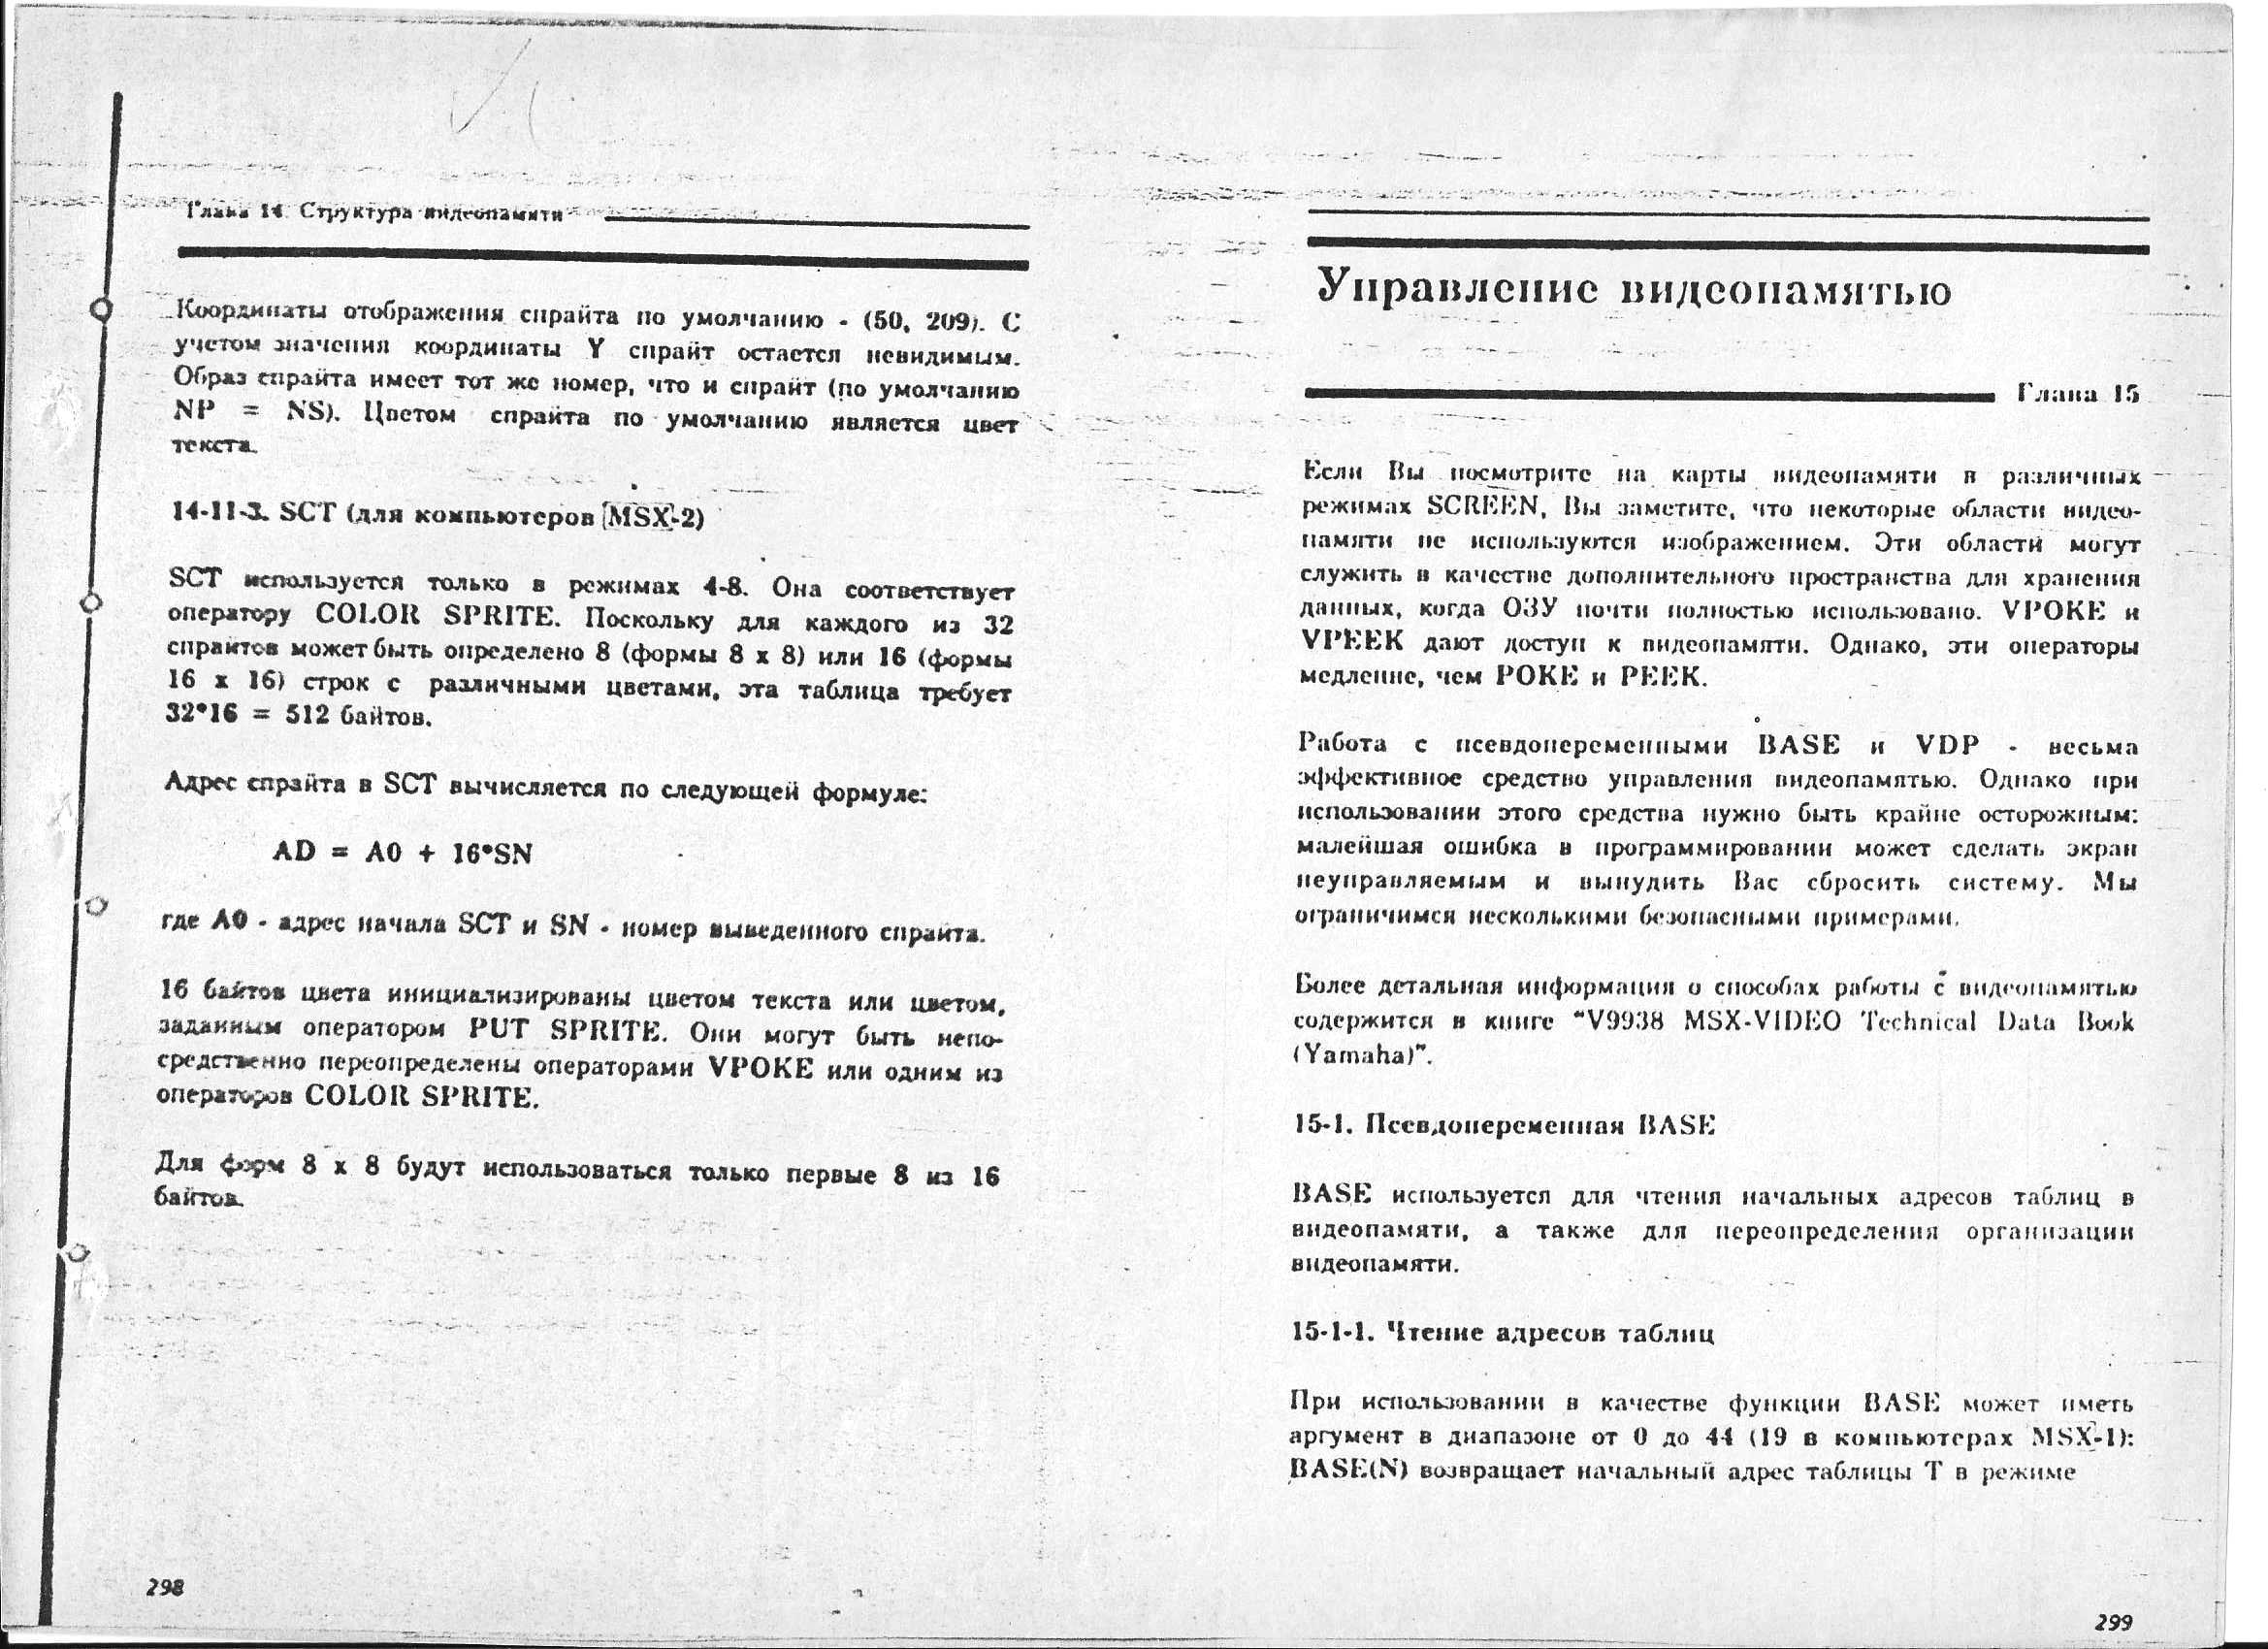 Глава 14. Структура видеопамяти
Координаты отображения спрайта по умолчанию - (50, 209). С
учетом значения координаты Y спрайт остается невидимым.
Образ спрайта имеет тот же номер, что и спрайт (по умолчанию
NP = NS). Цветом спрайта по умолчанию является цвет
текста.
14-11-3. SCT (для компьютеров MSX-2)
SCT используется только в режимах 4-8. Она соответствует
оператору COLOR SPRITE. Поскольку для каждого из 32
спрайтов может быть определено 8 (формы 8 x 8) или 16 (формы
16 x 16) строк с различными цветами, эта таблица требует
32*16 = 512 байтов.
Адрес спрайта в SCT вычисляется по следующей формуле:
AD = A0 + 16*SN
где A0 - адрес начала SCT и SN - номер выведенного спрайта.
16 байтов цвета инициализированы цветом текста или цветом,
заданным оператором PUT SPRITE. Они могут быть непо-
средственно переопределены операторами VPOKE или одним из
операторов COLOR SPRITE.
Для форм 8 x 8 будут использоваться только первые 8 из 16
байтов.
298
Управление видеопамятью
Глава 15
Если Вы посмотрите на карты видеопамяти в различных
режимах SCREEN, Вы заметите, что некоторые области видео-
памяти не используются изображением. Эти области могут
служить в качестве дополнительного пространства для хранения
данных, когда ОЗУ почти полностью использовано. VPOKE и
VPEEK дают доступ к видеопамяти. Однако, эти операторы
медленне, чем POKE и PEEK.
Работа с псевдопеременными BASE и VDP - весьма
эффективное средство управления видеопамятью. Однако при
использовании этого средства нужно быть крайне осторожным:
малейшая ошибка в программировании может сделать экран
неуправляемым и вынудить Вас сбросить систему. Мы
ограничимся несколькими безопасными примерами.
Более детальная информация о способах работы с видеопамятью
содержится в книге "V9938 MSX-VIDEO Technical Data Book
(Yamaha)".
15-1. Псевдопеременная BASE
BASE используется для чтения начальных адресов таблиц в
видеопамяти, а также для переопределения организации
видеопамяти.
15-1-1. Чтение адресов таблиц
При использовании в качестве функции BASE может иметь
аргумент в диапазоне от 0 до 44 (19 в компьютерах MSX-1):
BASE(N) возвращает начальный адрес таблицы T в режиме
299